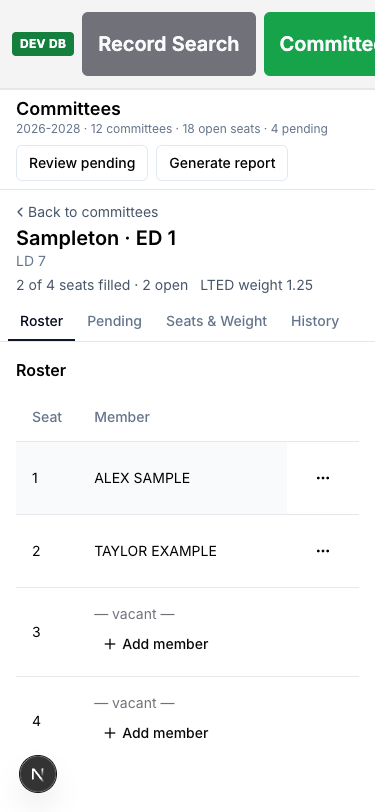 DEV DB
Record Search
Committe
Committees
2026-2028 · 12 committees · 18 open seats · 4 pending
Review pending
Generate report
Back to committees
Sampleton · ED 1
LD 7
2 of 4 seats filled · 2 open LTED weight 1.25
Roster Pending Seats & Weight History
Roster
Seat Member
1 ALEX SAMPLE
2 TAYLOR EXAMPLE
— vacant —
3
+ Add member
— vacant —
4
+ Add member
N